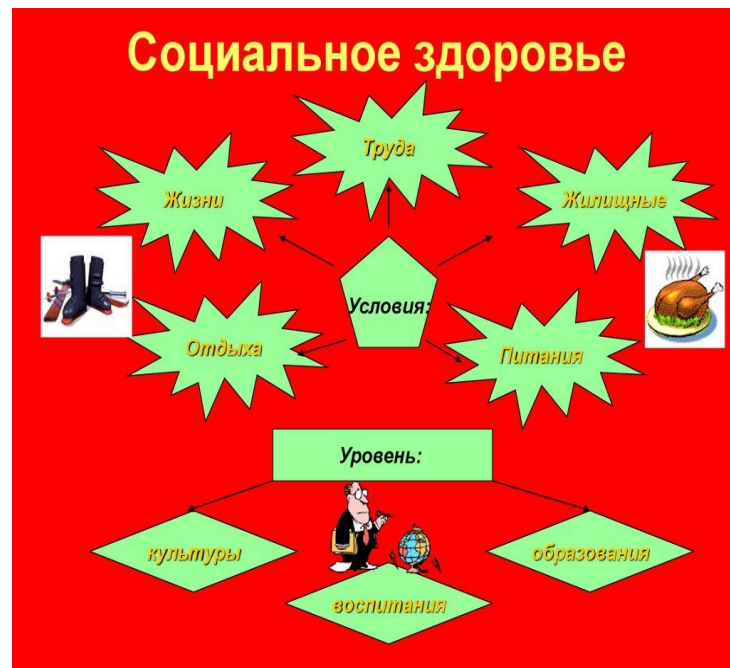 Социальное здоровье
Труда
Жизни
Жилищные
Условия:
Отдыха
Питания
Уровень:
культуры
образования
воспитания